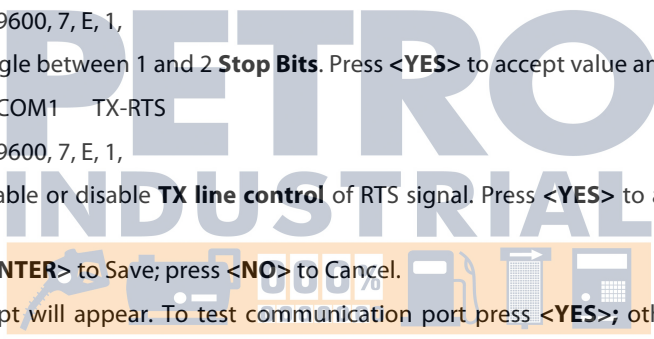 9600, 7, E, 1,
gle between 1 and 2 Stop Bits. Press <YES> to accept value an
COM1 TX-RTS
9600, 7, E, 1,
able or disable TX line control of RTS signal. Press <YES> to a
NTER> to Save; press <NO> to Cancel.
pt will appear. To test communication port press <YES>; oth
PETRO
INDUSTRIAL